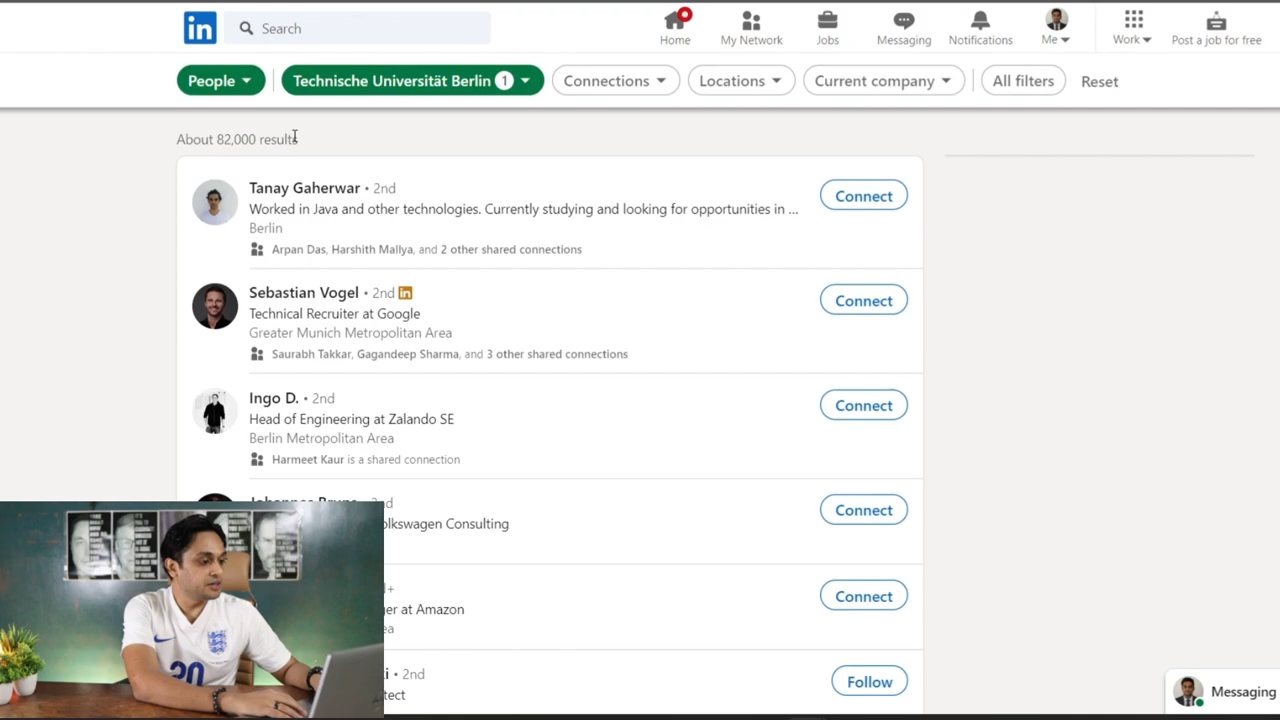 in
Search
Home
My Network
Jobs
Messaging
Notifications
Me
Work
Post a job for free
People
Technische Universität Berlin 1
Connections
Locations
Current company
All filters
Reset
About 82,000 results
Tanay Gaherwar • 2nd
Connect
Worked in Java and other technologies. Currently studying and looking for opportunities in ...
Berlin
Arpan Das, Harshith Mallya, and 2 other shared connections
Sebastian Vogel • 2nd in
Connect
Technical Recruiter at Google
Greater Munich Metropolitan Area
Saurabh Takkar, Gagandeep Sharma, and 3 other shared connections
Ingo D. • 2nd
Connect
Head of Engineering at Zalando SE
Berlin Metropolitan Area
Harmeet Kaur is a shared connection
Connect
olkswagen Consulting
Connect
er at Amazon
ea
i • 2nd
Follow
tect
20
Messaging